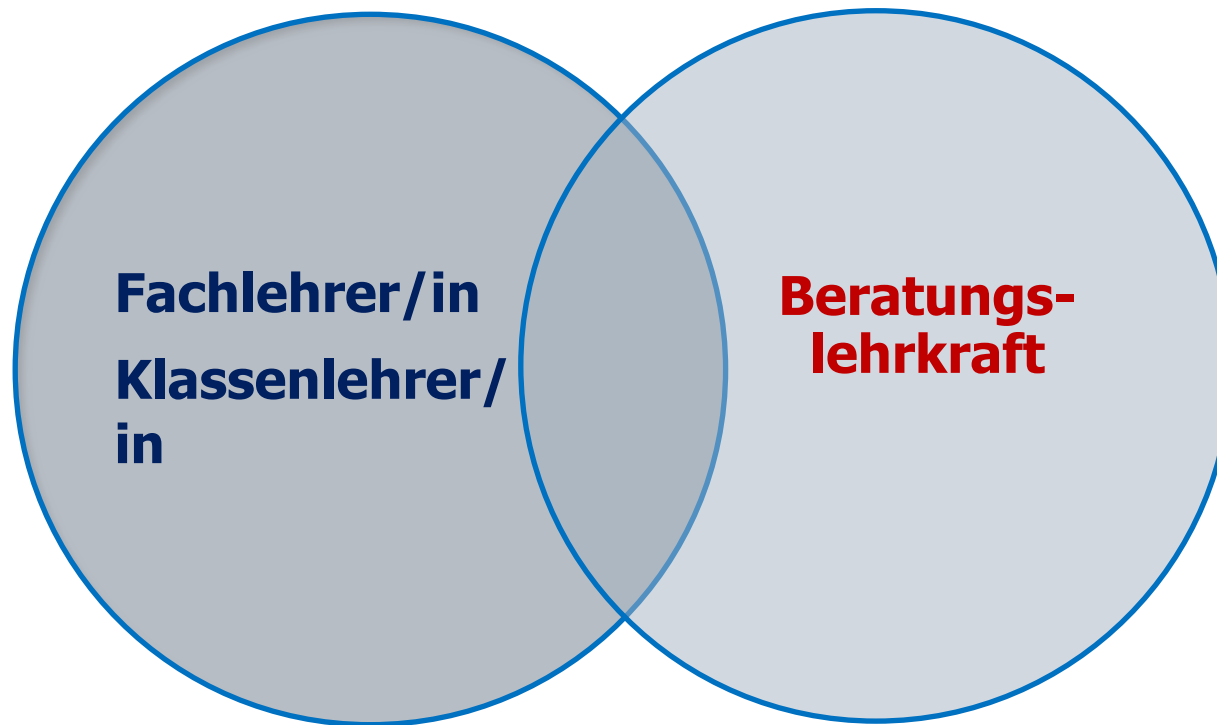 Fachlehrer/in
Klassenlehrer/
in
Beratungs-
lehrkraft